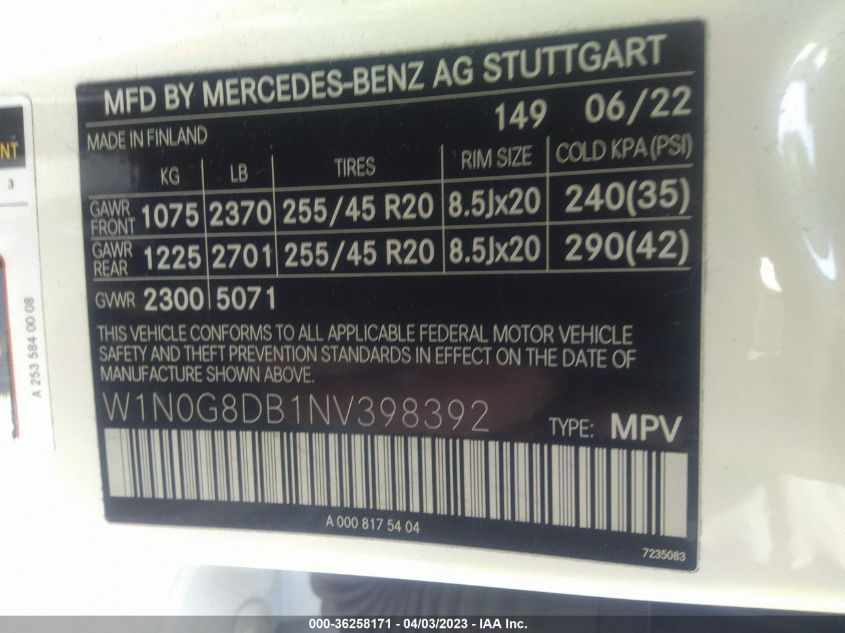 MFD BY MERCEDES-BENZ AG STUTTGART
149 06/22
MADE IN FINLAND
KG LB TIRES RIM SIZE COLD KPA (PSI)
GAWR FRONT 1075 2370 255/45 R20 8.5Jx20 240(35)
GAWR REAR 1225 2701 255/45 R20 8.5Jx20 290(42)
GVWR 2300 5071
THIS VEHICLE CONFORMS TO ALL APPLICABLE FEDERAL MOTOR VEHICLE
SAFETY AND THEFT PREVENTION STANDARDS IN EFFECT ON THE DATE OF
MANUFACTURE SHOWN ABOVE.
W1N0G8DB1NV398392
TYPE: MPV
A 000 817 54 04
7235083
NT
3
A 253 584 00 08
000-36258171 - 04/03/2023 - IAA Inc.